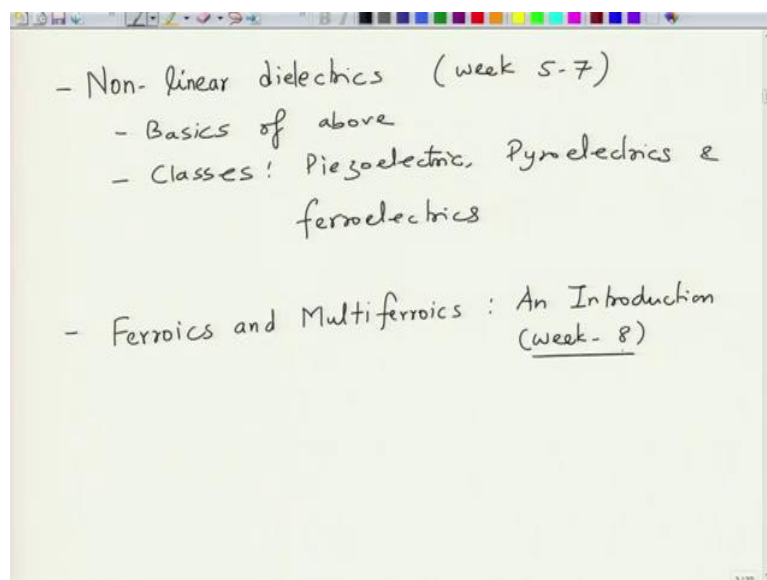 - Non-linear dielectrics (week 5-7)
- Basics of above
- Classes: Piezoelectric, Pyroelectrics &
ferroelectrics
- Ferroics and Multiferroics : An Introduction
(week-8)